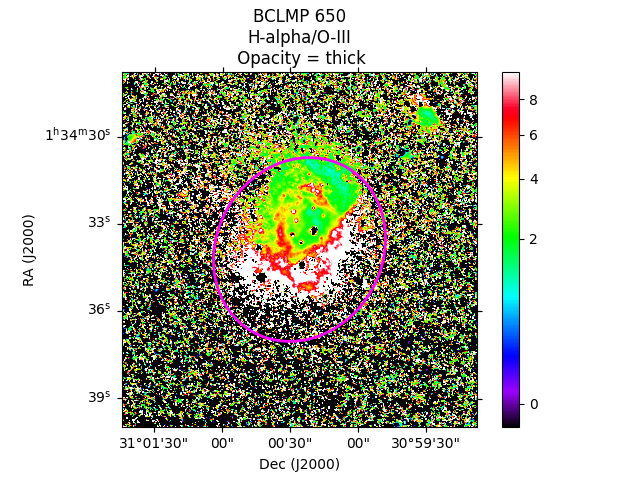 BCLMP 650
H-alpha/O-III
Opacity = thick
1ʰ34ᵐ30ˢ
33ˢ
36ˢ
39ˢ
RA (J2000)
31°01'30" 00" 00'30" 00" 30°59'30"
Dec (J2000)
8
6
4
2
0